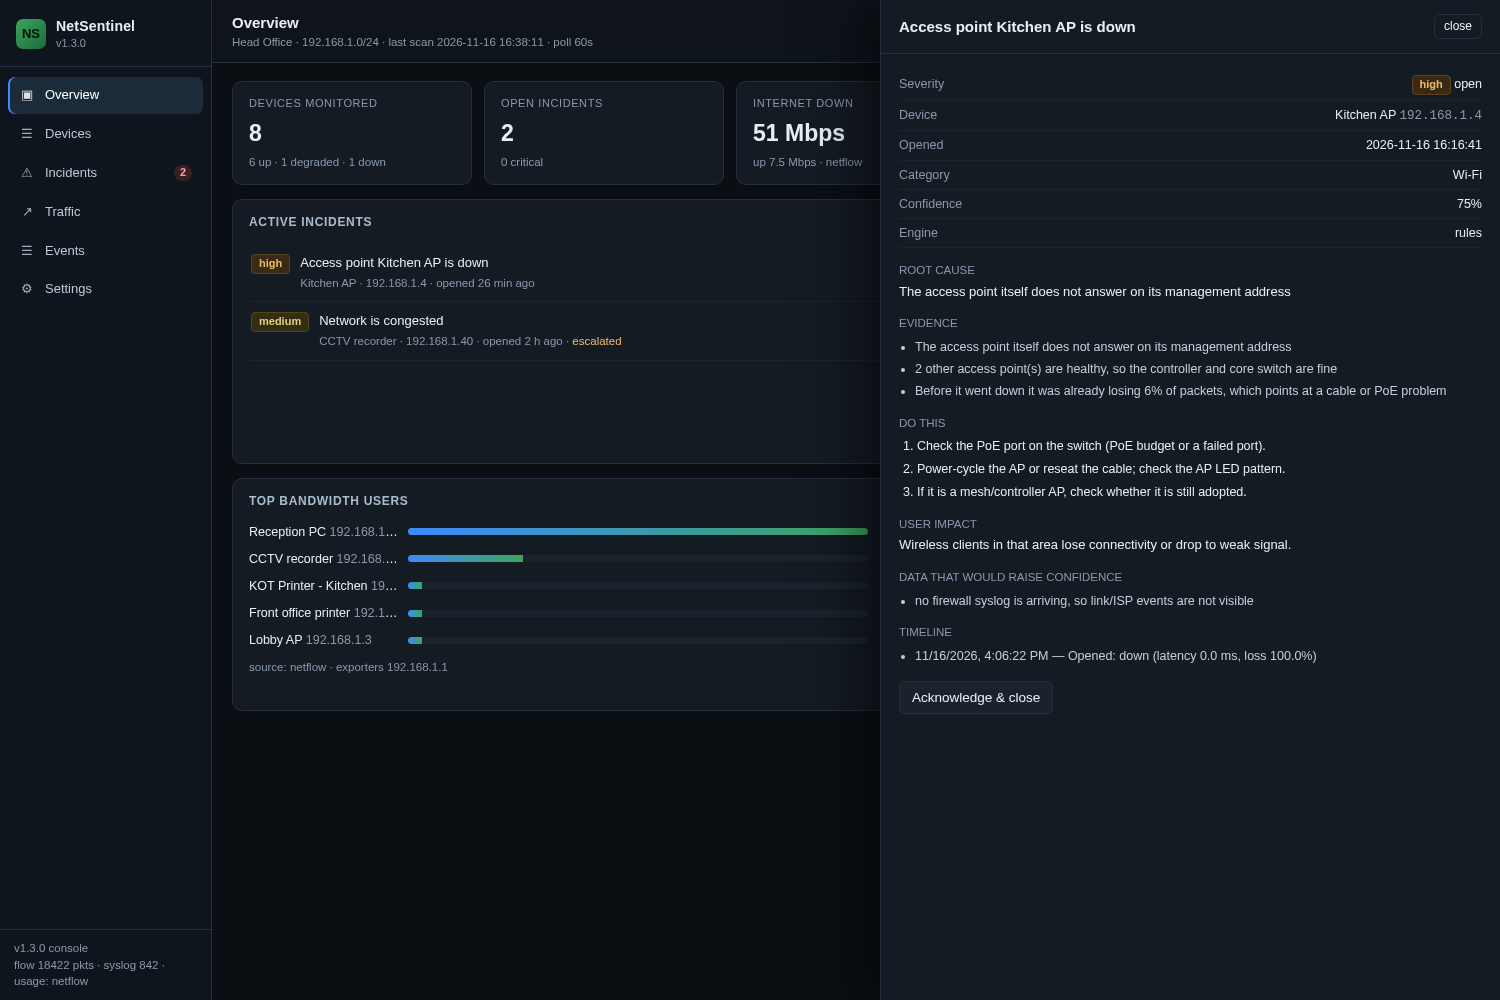 NS
NetSentinel
v1.3.0
Overview
Devices
Incidents 2
Traffic
Events
Settings
v1.3.0 console
flow 18422 pkts · syslog 842 ·
usage: netflow
Overview
Head Office · 192.168.1.0/24 · last scan 2026-11-16 16:38:11 · poll 60s
DEVICES MONITORED
8
6 up · 1 degraded · 1 down
OPEN INCIDENTS
2
0 critical
INTERNET DOWN
51 Mbps
up 7.5 Mbps · netflow
ACTIVE INCIDENTS
high Access point Kitchen AP is down
Kitchen AP · 192.168.1.4 · opened 26 min ago
medium Network is congested
CCTV recorder · 192.168.1.40 · opened 2 h ago · escalated
TOP BANDWIDTH USERS
Reception PC 192.168.1…
CCTV recorder 192.168.…
KOT Printer - Kitchen 19…
Front office printer 192.1…
Lobby AP 192.168.1.3
source: netflow · exporters 192.168.1.1
Access point Kitchen AP is down
close
Severity high open
Device Kitchen AP 192.168.1.4
Opened 2026-11-16 16:16:41
Category Wi-Fi
Confidence 75%
Engine rules
ROOT CAUSE
The access point itself does not answer on its management address
EVIDENCE
• The access point itself does not answer on its management address
• 2 other access point(s) are healthy, so the controller and core switch are fine
• Before it went down it was already losing 6% of packets, which points at a cable or PoE problem
DO THIS
1. Check the PoE port on the switch (PoE budget or a failed port).
2. Power-cycle the AP or reseat the cable; check the AP LED pattern.
3. If it is a mesh/controller AP, check whether it is still adopted.
USER IMPACT
Wireless clients in that area lose connectivity or drop to weak signal.
DATA THAT WOULD RAISE CONFIDENCE
• no firewall syslog is arriving, so link/ISP events are not visible
TIMELINE
• 11/16/2026, 4:06:22 PM — Opened: down (latency 0.0 ms, loss 100.0%)
Acknowledge & close